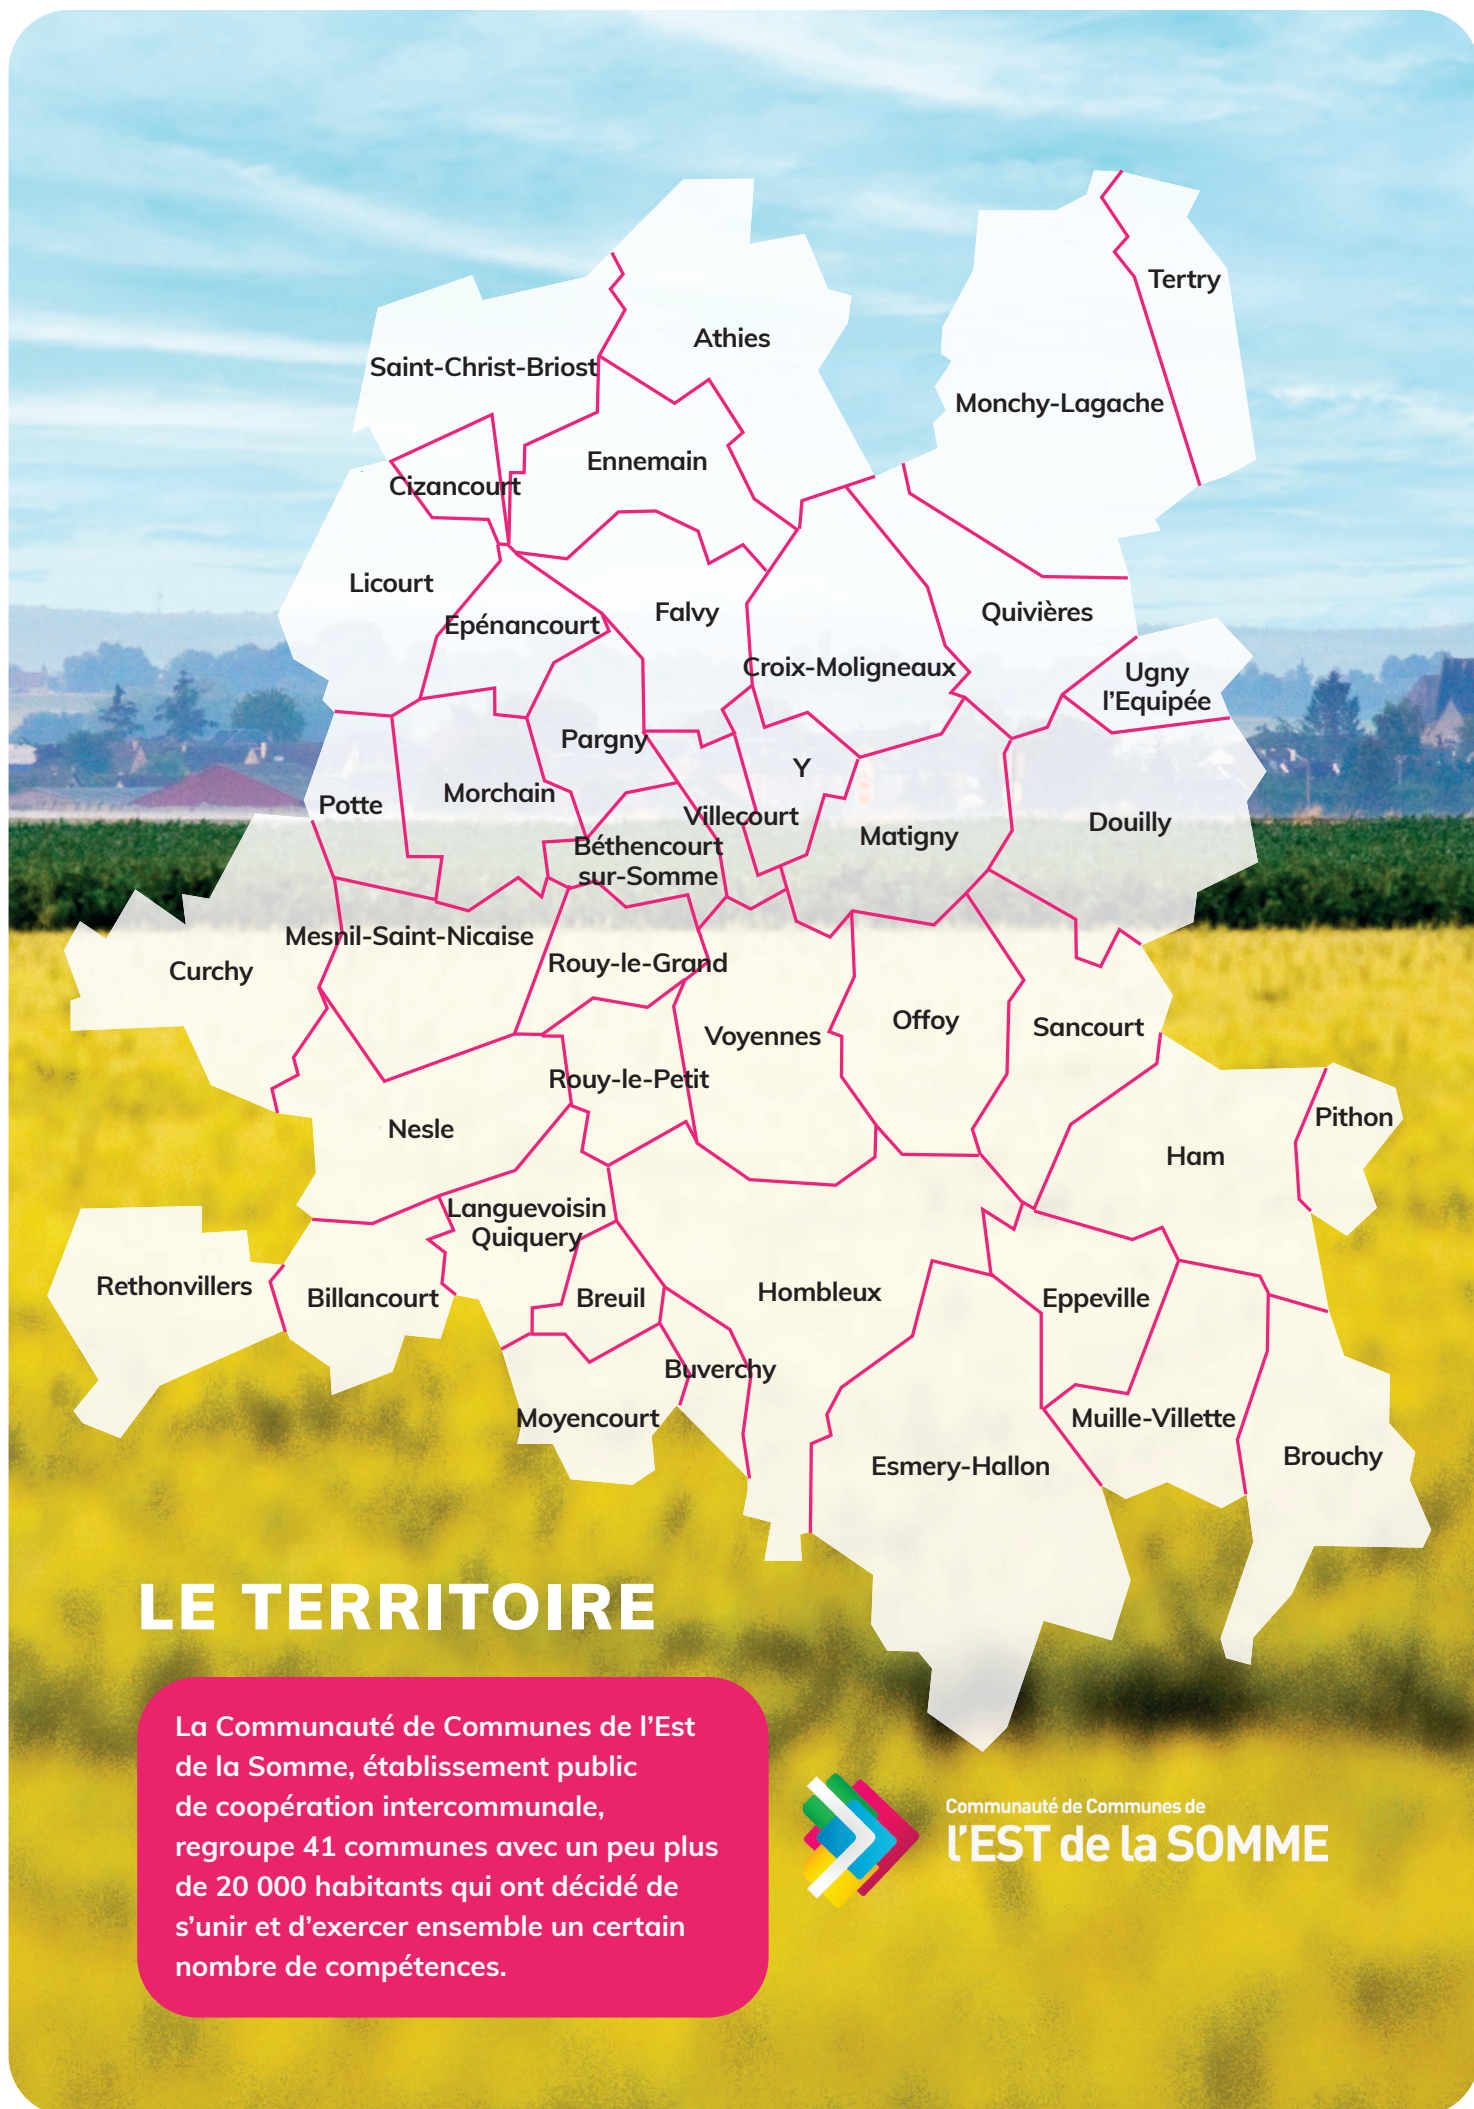 Tertry
Athies
Saint-Christ-Briost
Monchy-Lagache
Ennemain
Cizancourt
Licourt
Epénancourt
Falvy
Quivières
Croix-Moligneaux
Ugny
l'Equipée
Pargny
Y
Morchain
Potte
Villecourt
Matigny
Douilly
Béthencourt
sur-Somme
Mesnil-Saint-Nicaise
Curchy
Rouy-le-Grand
Voyennes
Offoy
Sancourt
Rouy-le-Petit
Nesle
Pithon
Ham
Languevoisin
Quiquery
Rethonvillers
Billancourt
Breuil
Hombleux
Eppeville
Buverchy
Moyencourt
Muille-Villette
Esmery-Hallon
Brouchy
LE TERRITOIRE
La Communauté de Communes de l'Est
de la Somme, établissement public
de coopération intercommunale,
regroupe 41 communes avec un peu plus
de 20 000 habitants qui ont décidé de
s'unir et d'exercer ensemble un certain
nombre de compétences.
Communauté de Communes de
l'EST de la SOMME